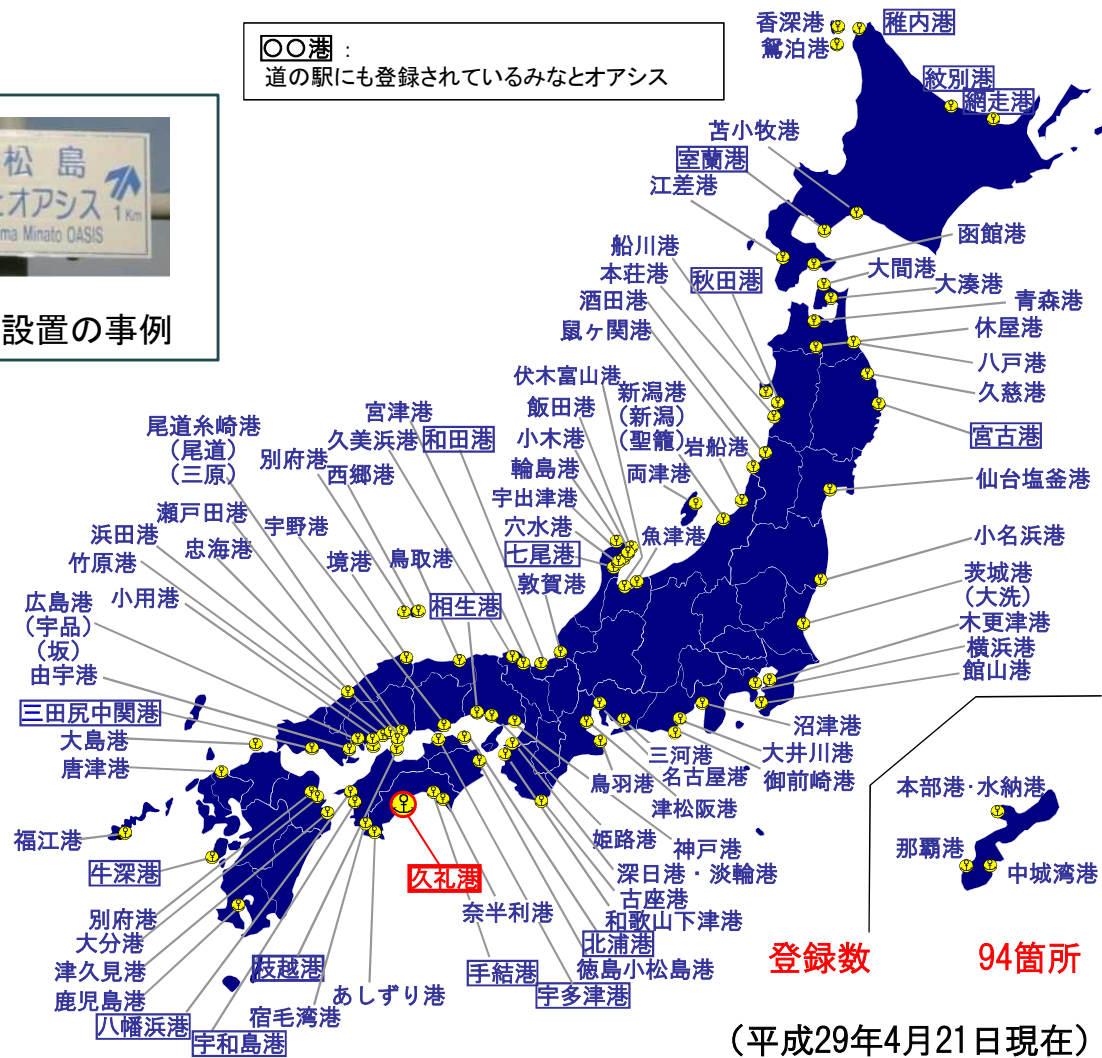 ○○港 ：
道の駅にも登録されているみなとオアシス
松島
とオアシス
1Km
ma Minato OASIS
設置の事例
香深港
稚内港
鴛泊港
紋別港
網走港
苫小牧港
室蘭港
江差港
函館港
船川港
本荘港
秋田港
酒田港
鼠ヶ関港
大間港
大湊港
青森港
休屋港
八戸港
久慈港
宮古港
仙台塩釜港
小名浜港
茨城港
（大洗）
木更津港
横浜港
館山港
伏木富山港
飯田港
小木港
輪島港
宇出津港
穴水港
七尾港
敦賀港
新潟港
（新潟）
（聖籠）
岩船港
両津港
魚津港
宮津港
久美浜港
和田港
尾道糸崎港
（尾道）
（三原）
別府港
西郷港
瀬戸田港
宇野港
浜田港
忠海港
境港
鳥取港
竹原港
小用港
相生港
広島港
（宇品）
（坂）
由宇港
三田尻中関港
大島港
唐津港
福江港
牛深港
別府港
大分港
津久見港
鹿児島港
八幡浜港
枝越港
宿毛湾港
宇和島港
あしずり港
久礼港
奈半利港
手結港
宇多津港
徳島小松島港
北浦港
和歌山下津港
古座港
深日港・淡輪港
神戸港
姫路港
鳥羽港
津松阪港
名古屋港
三河港
御前崎港
大井川港
沼津港
本部港・水納港
那覇港
中城湾港
登録数 94箇所
（平成29年4月21日現在）